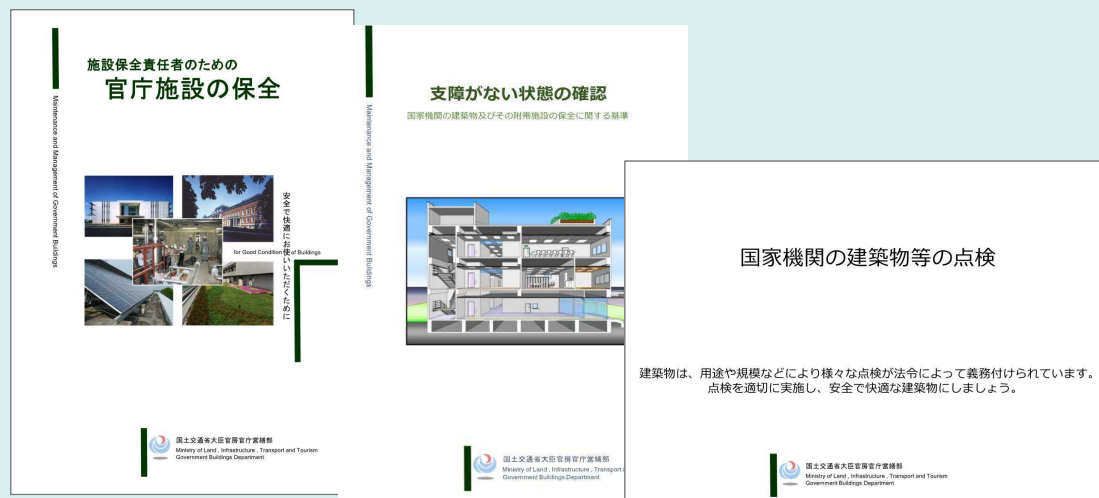 施設保全責任者のための
官庁施設の保全
Maintenance and Management of Government Buildings
安全で快適にお使いいただくために
for Good Condition of Buildings
国土交通省大臣官房官庁営繕部
Ministry of Land , Infrastructure , Transport and Tourism
Government Buildings Department
支障がない状態の確認
国家機関の建築物及びその附帯施設の保全に関する基準
Maintenance and Management of Government Buildings
国土交通省大臣官房官庁営繕部
Ministry of Land , Infrastructure , Transport
Government Buildings Department
国家機関の建築物等の点検
建築物は、用途や規模などにより様々な点検が法令によって義務付けられています。
点検を適切に実施し、安全で快適な建築物にしましょう。
国土交通省大臣官房官庁営繕部
Ministry of Land , Infrastructure , Transport and Tourism
Government Buildings Department